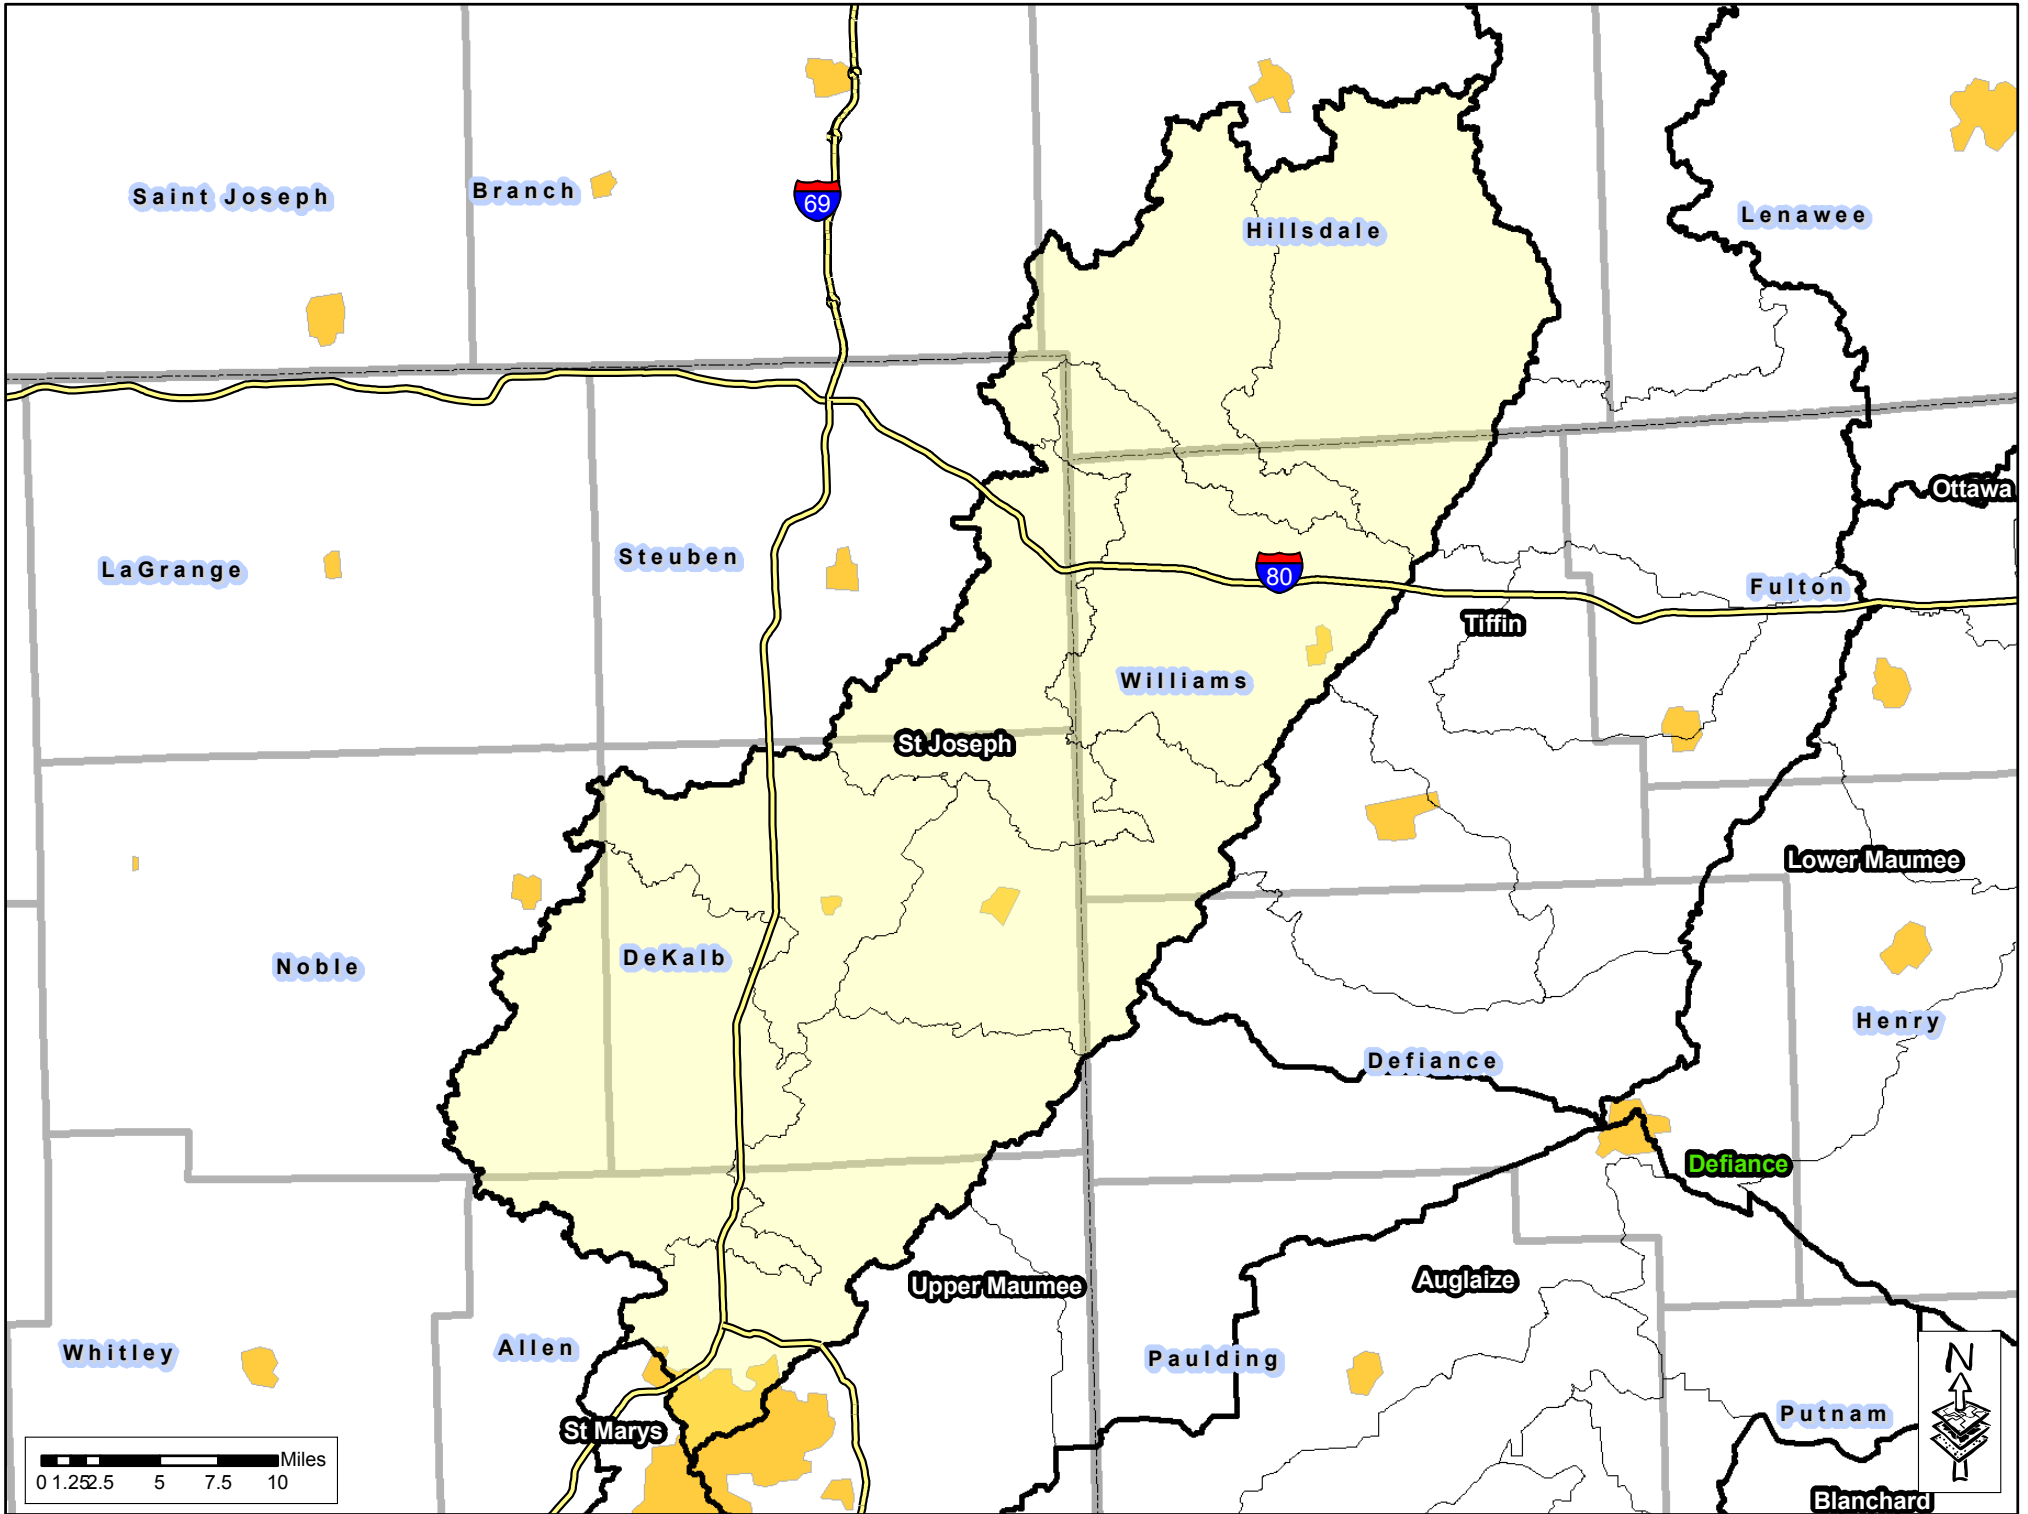 Saint Joseph
Branch
69
Hillsdale
Lenawee
Ottawa
LaGrange
Steuben
80
Fulton
Tiffin
Williams
St Joseph
Lower Maumee
Noble
DeKalb
Henry
Defiance
Defiance
Upper Maumee
Auglaize
Whitley
Allen
Paulding
Putnam
St Marys
N
Miles
0 1.25 2.5 5 7.5 10
Blanchard